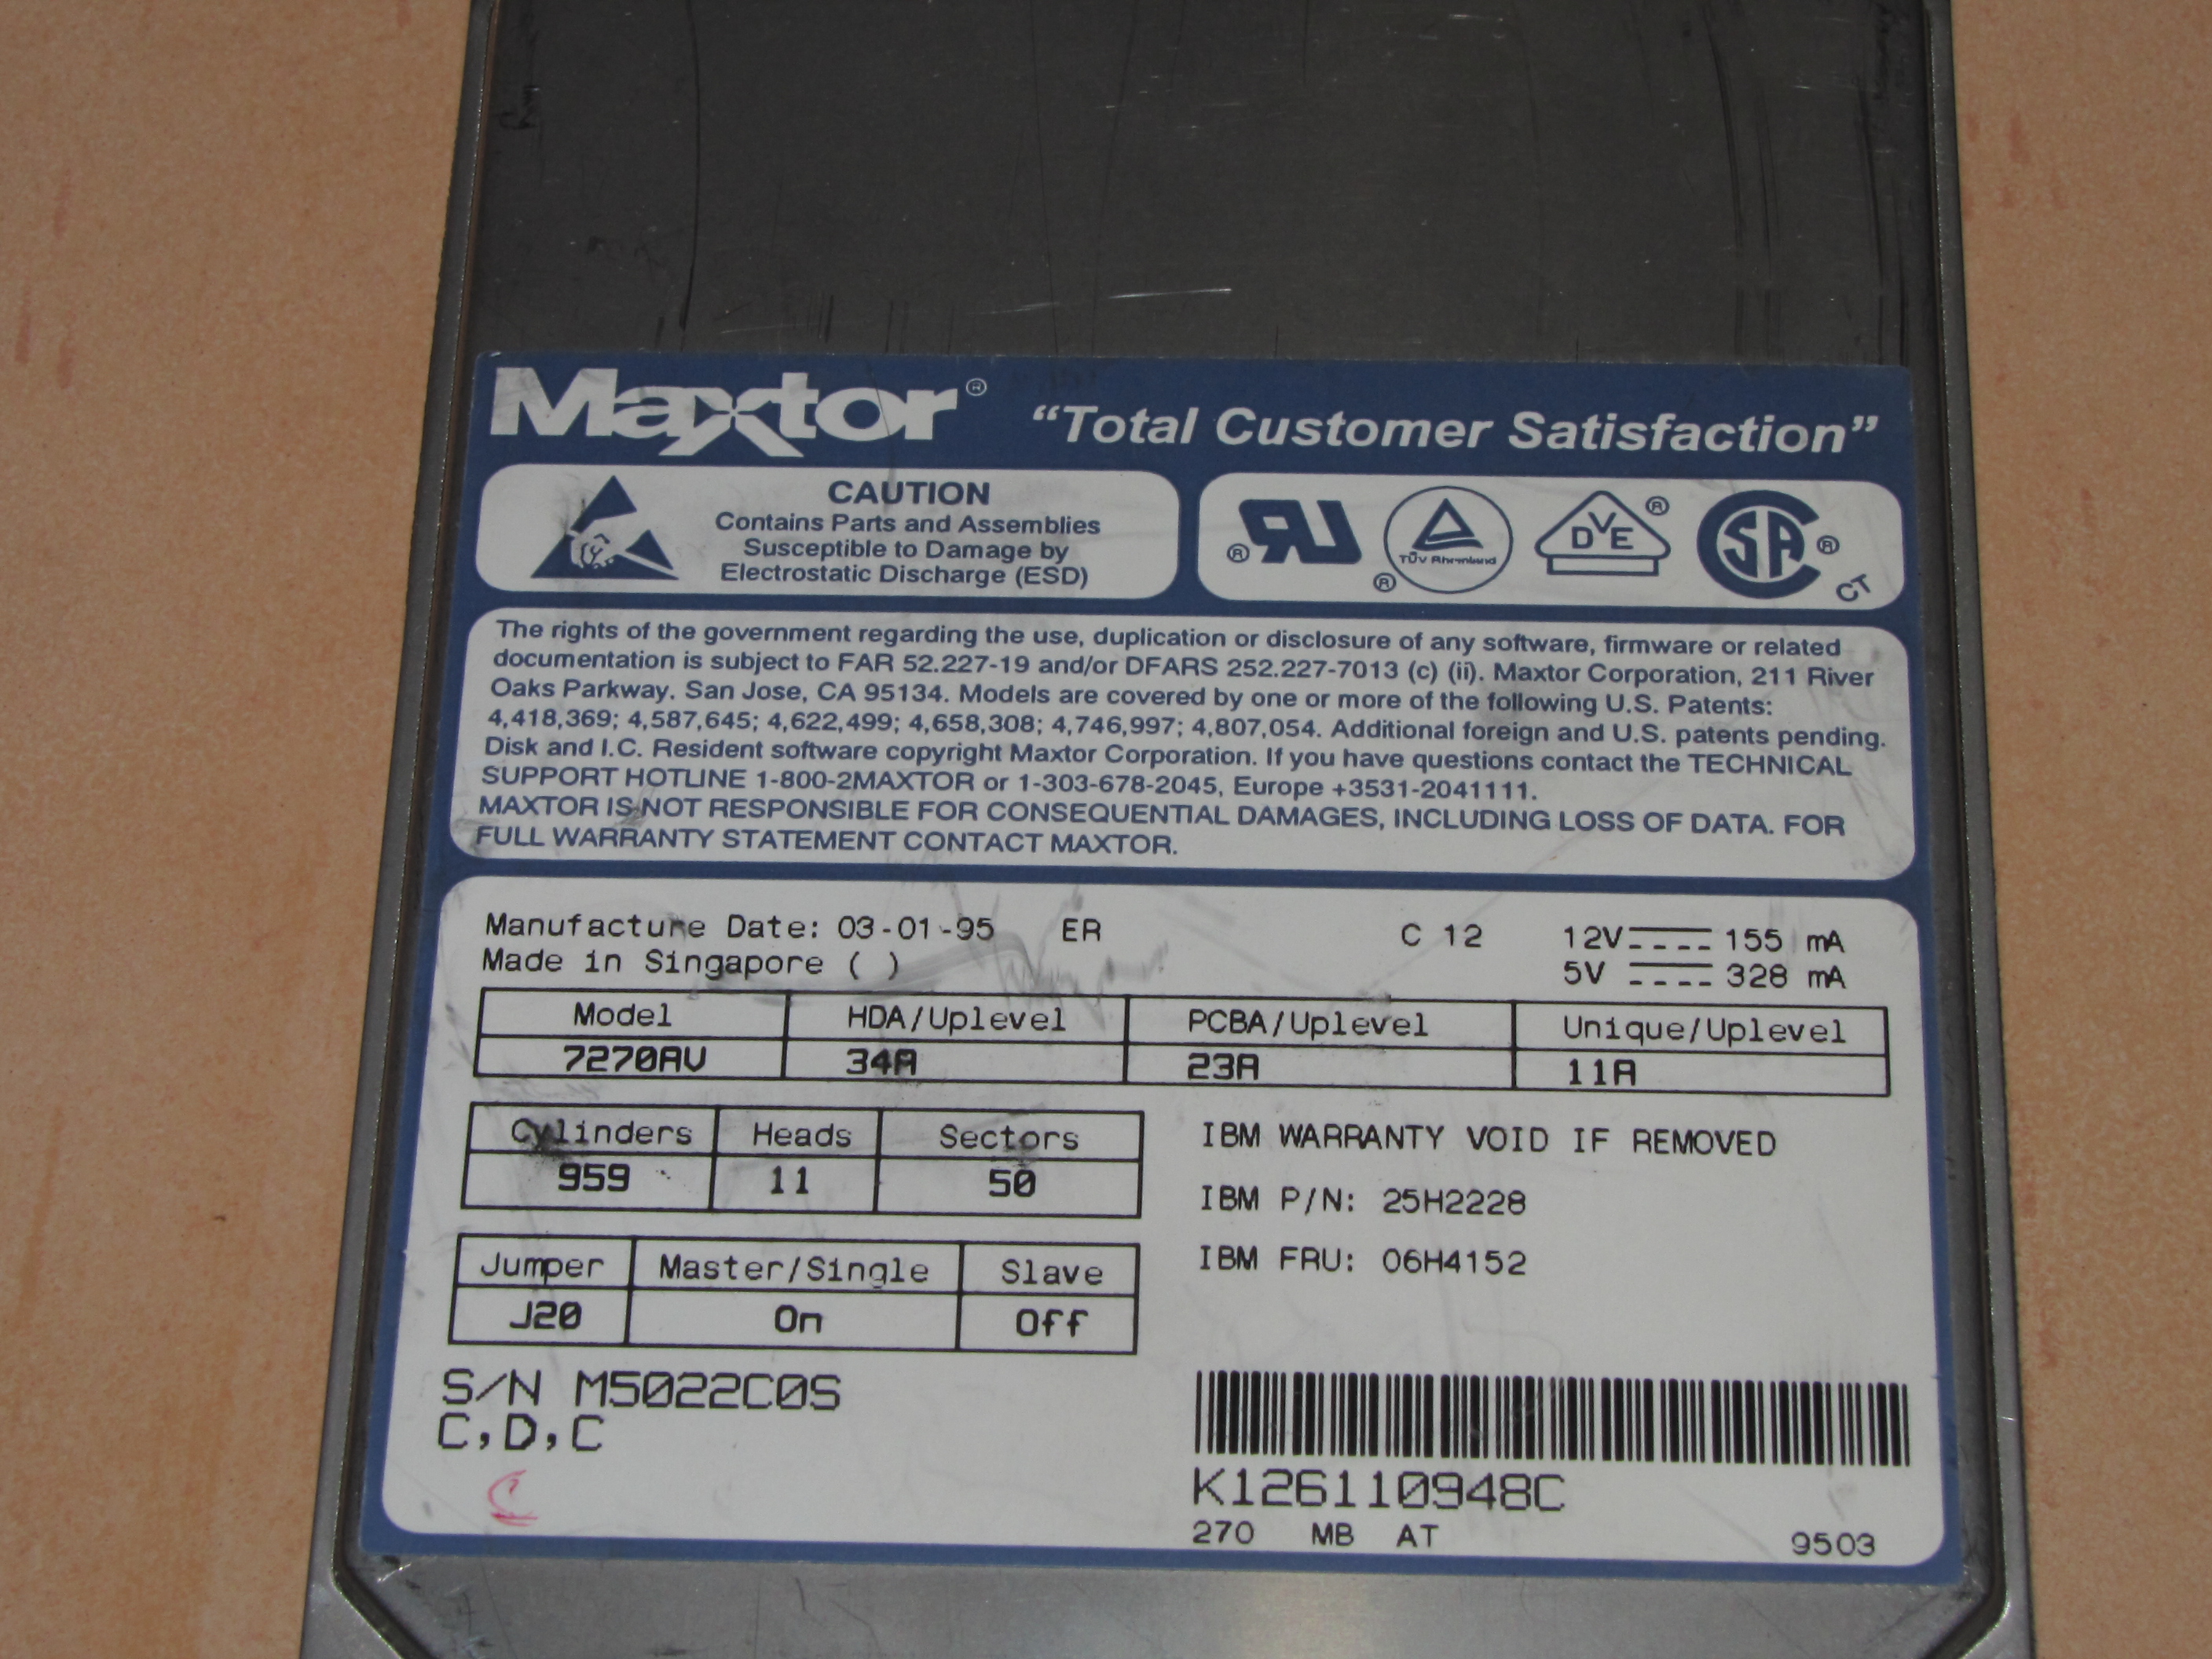 Maxtor® "Total Customer Satisfaction"
CAUTION
Contains Parts and Assemblies
Susceptible to Damage by
Electrostatic Discharge (ESD)
® ® TÜV Rheinland DVE ® SA ® CT
The rights of the government regarding the use, duplication or disclosure of any software, firmware or related
documentation is subject to FAR 52.227-19 and/or DFARS 252.227-7013 (c) (ii). Maxtor Corporation, 211 River
Oaks Parkway. San Jose, CA 95134. Models are covered by one or more of the following U.S. Patents:
4,418,369; 4,587,645; 4,622,499; 4,658,308; 4,746,997; 4,807,054. Additional foreign and U.S. patents pending.
Disk and I.C. Resident software copyright Maxtor Corporation. If you have questions contact the TECHNICAL
SUPPORT HOTLINE 1-800-2MAXTOR or 1-303-678-2045, Europe +3531-2041111.
MAXTOR IS NOT RESPONSIBLE FOR CONSEQUENTIAL DAMAGES, INCLUDING LOSS OF DATA. FOR
FULL WARRANTY STATEMENT CONTACT MAXTOR.
Manufacture Date: 03-01-95 ER C 12 12V 155 mA
Made in Singapore ( ) 5V 328 mA
Model HDA/Uplevel PCBA/Uplevel Unique/Uplevel
7270AV 34A 23A 11A
Cylinders Heads Sectors
959 11 50
IBM WARRANTY VOID IF REMOVED
IBM P/N: 25H2228
IBM FRU: 06H4152
Jumper Master/Single Slave
J20 On Off
S/N M5022C0S
C,D,C
K126110948C
270 MB AT 9503